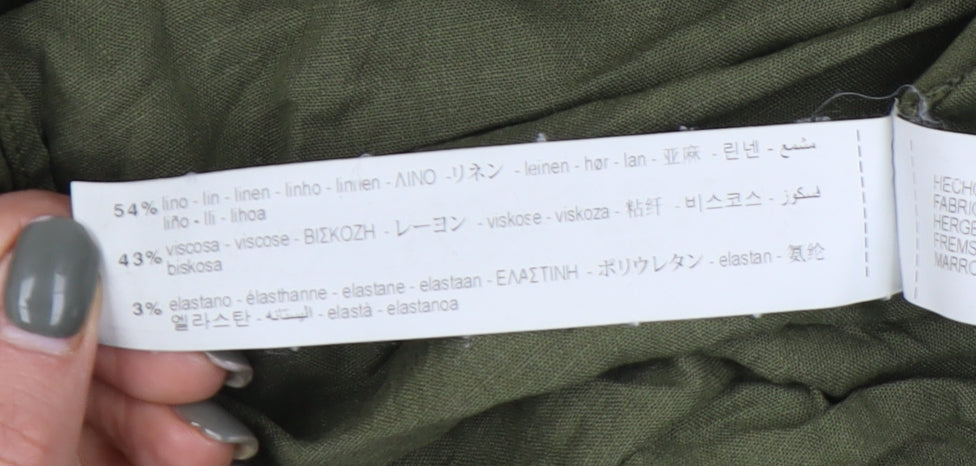 54% lino - lin - linen - linho - linnen - ΛΙΝΟ - リネン - leinen - hør - lan - 亚麻 - 린넨 - مشمع
liño - lli - lihoa
43% viscosa - viscose - ΒΙΣΚΟΖΗ - レーヨン - viskose - viskoza - 粘纤 - 비스코스 - فسكوز
biskosa
3% elastano - élasthanne - elastane - elastaan - ΕΛΑΣΤΙΝΗ - ポリウレタン - elastan - 氨纶
엘라스탄 - - elastà - elastanoa
HECHO
FABRIC
HERGE
FREMS
MARRO